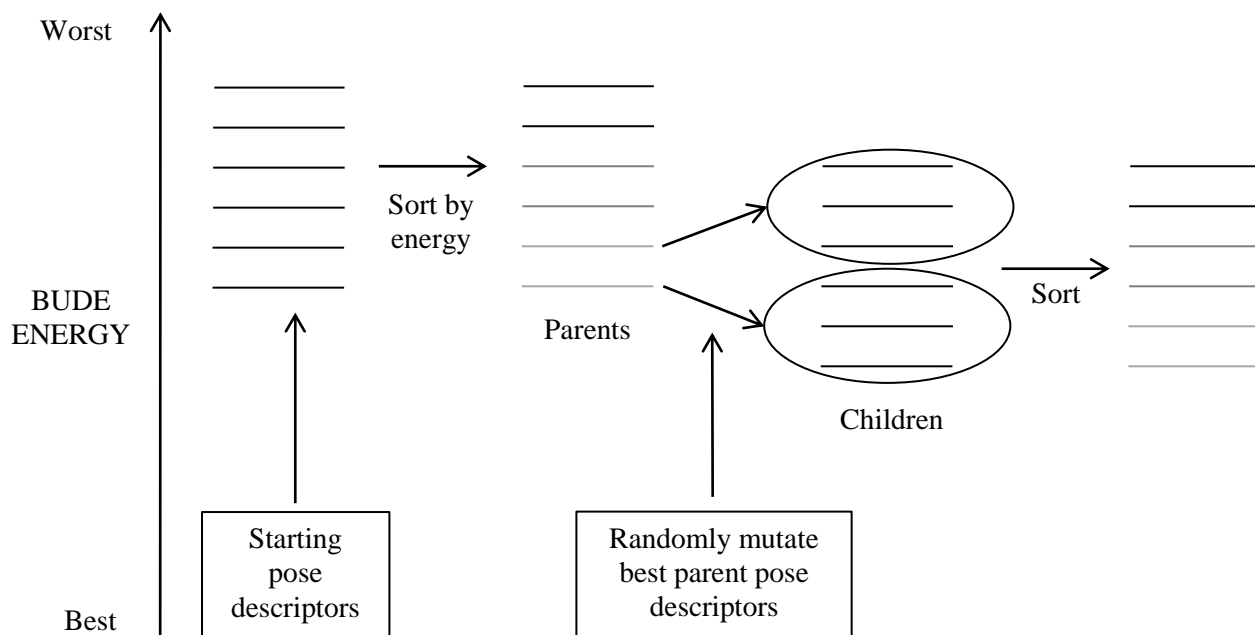 Worst
Sort by
energy
BUDE
ENERGY
Parents
Sort
Children
Starting
pose
descriptors
Randomly mutate
best parent pose
descriptors
Best